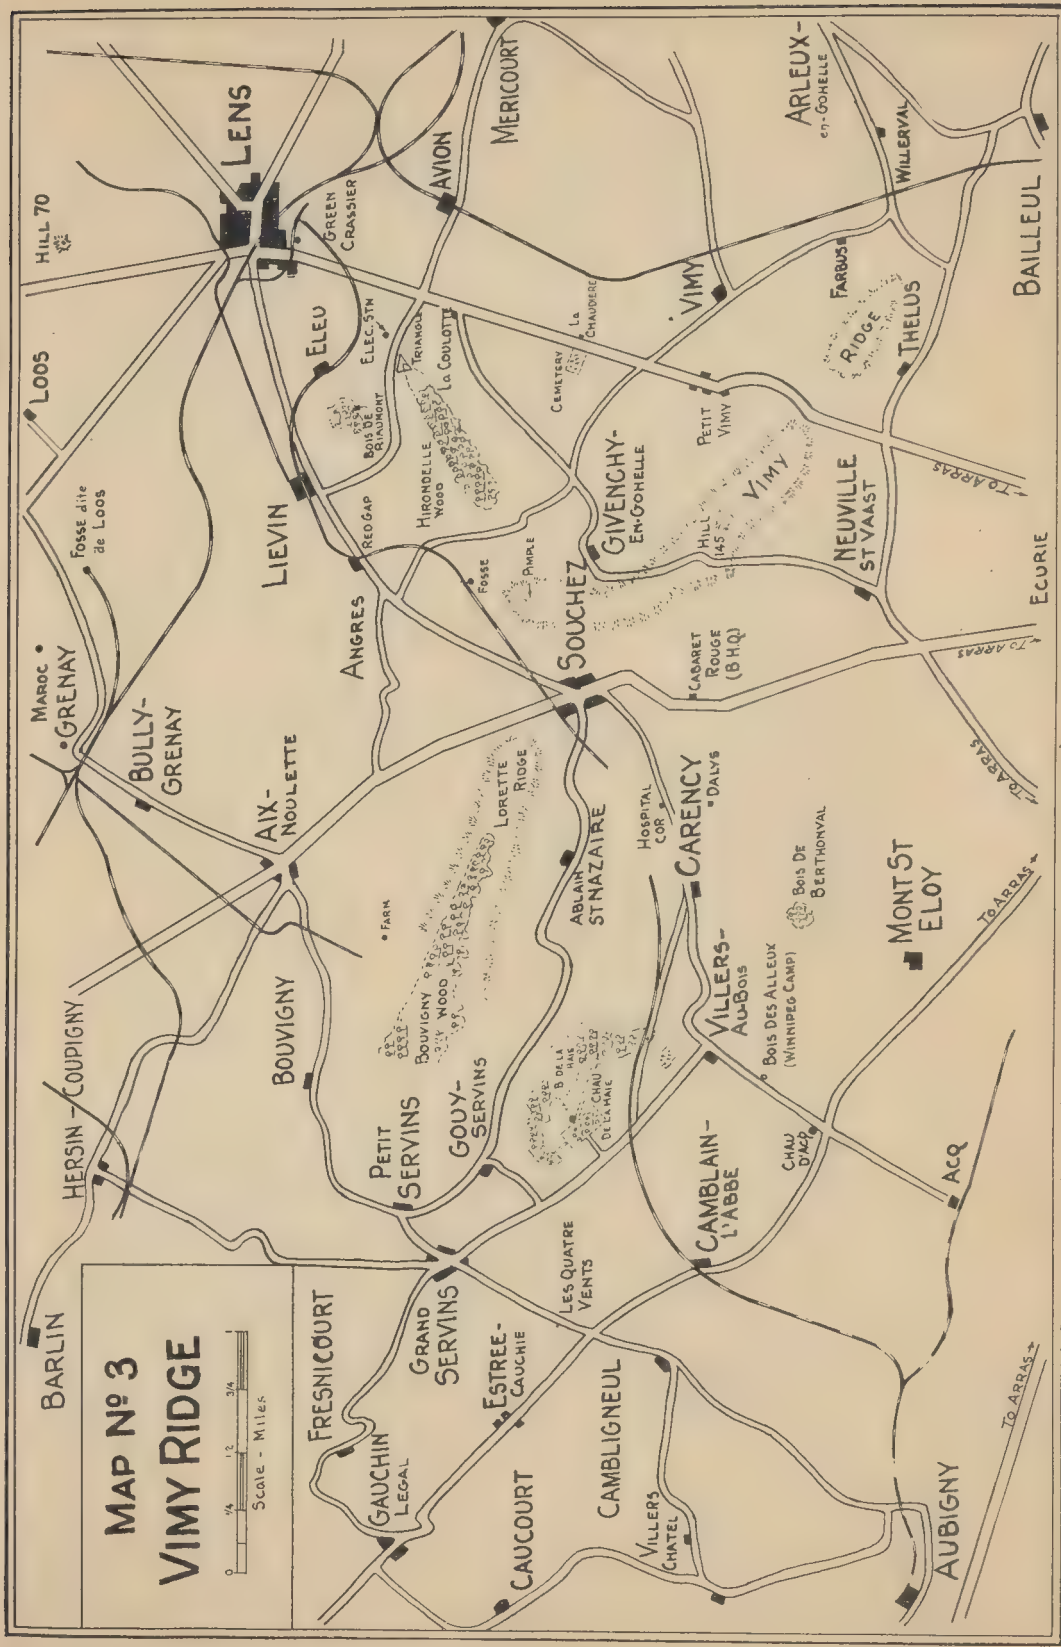 MAP Nº 3
VIMY RIDGE
0
1/4
1/2
3/4
1
Scale - Miles
BARLIN
HERSIN - COUPIGNY
MAROC
GRENAY
BULLY-
GRENAY
Fosse dite
de Loos
LOOS
HILL 70
LENS
GREEN
CRASSIER
AIX-
NOULETTE
BOUVIGNY
FARM
LIEVIN
ELEU
ELEC. STN
BOIS DE
RIAUMONT
RED GAP
ANGRES
HIRONDELLE
WOOD
TRIANGLE
LA COULOTTE
AVION
MERICOURT
FRESNICOURT
GAUCHIN
LEGAL
GRAND
SERVINS
PETIT
SERVINS
GOUY-
SERVINS
BOUVIGNY
WOOD
LORETTE
RIDGE
FOSSE
PIMPLE
SOUCHEZ
GIVENCHY-
EN-GOHELLE
CEMETERY
LA
CHAUDIERE
VIMY
PETIT
VIMY
HILL
145
VIMY
RIDGE
FARBUS
THELUS
WILLERVAL
ARLEUX-
en-GOHELLE
BAILLEUL
ESTREE-
CAUCHIE
LES QUATRE
VENTS
B DE LA
HAIE
CHAU
DE LA HAIE
ABLAIN
ST NAZAIRE
HOSPITAL
COR
CARENCY
DALYS
CABARET
ROUGE
(B H.Q.)
NEUVILLE
ST VAAST
TO ARRAS
TO ARRAS
ECURIE
TO ARRAS
CAUCOURT
CAMBLIGNEUL
VILLERS
CHATEL
CAMBLAIN-
L'ABBE
VILLERS-
AU-BOIS
BOIS DES ALLEUX
(WINNIPEG CAMP)
BOIS DE
BERTHONVAL
MONT ST
ELOY
TO ARRAS
CHAU
D'ACQ
ACQ
AUBIGNY
TO ARRAS